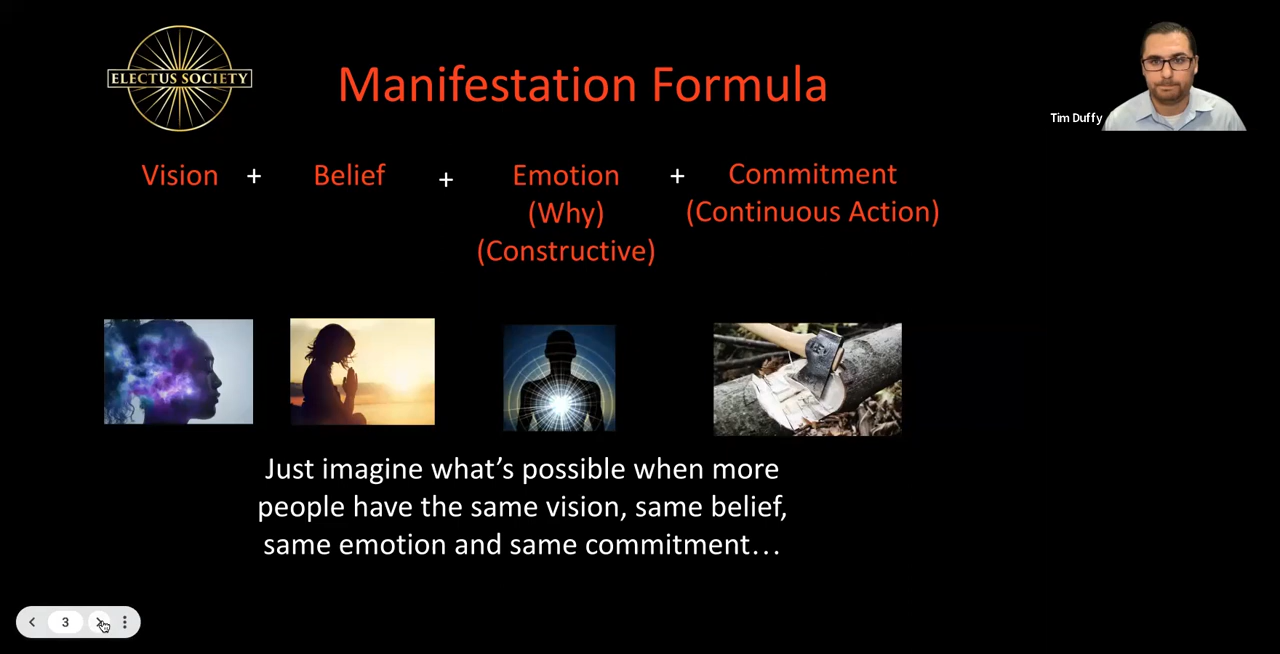 ELECTUS SOCIETY
Manifestation Formula
Tim Duffy
Vision + Belief + Emotion + Commitment
(Why) (Continuous Action)
(Constructive)
Just imagine what’s possible when more
people have the same vision, same belief,
same emotion and same commitment…
3